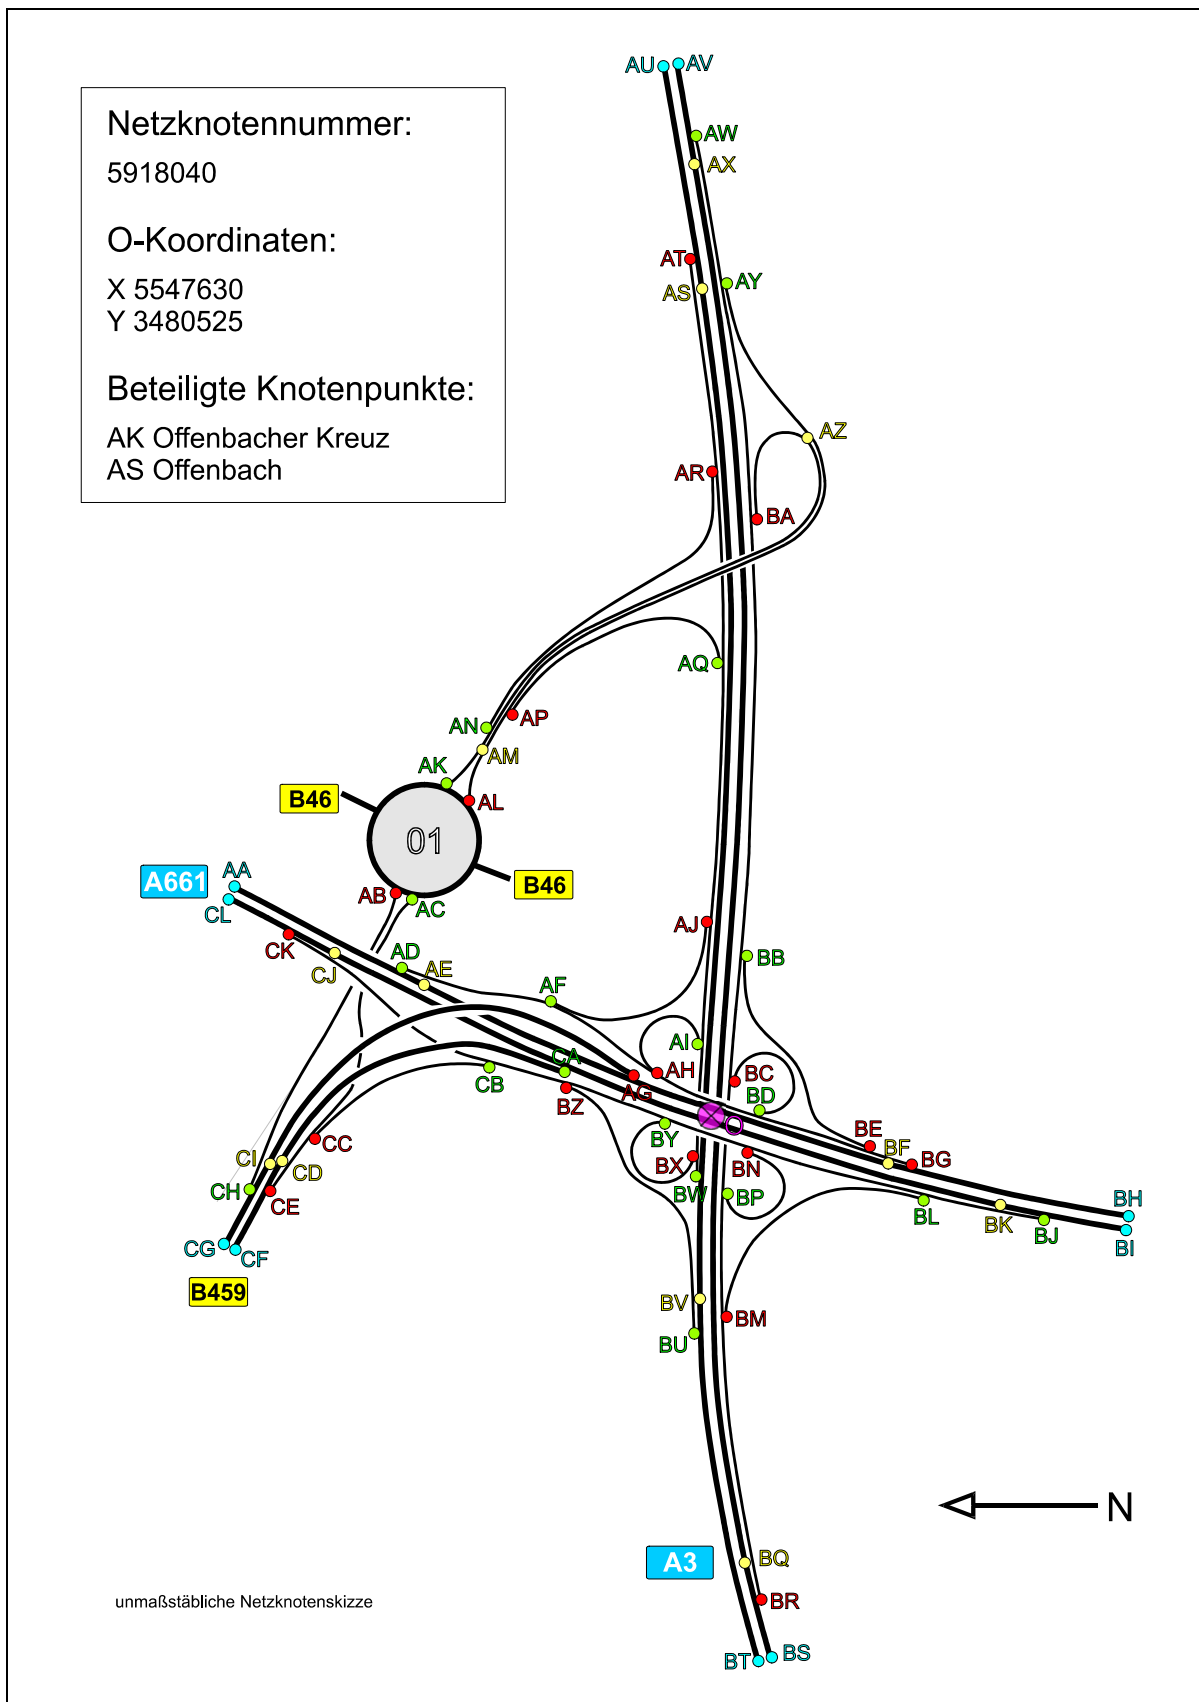 AU
AV
Netzknotennummer:
5918040
O-Koordinaten:
X 5547630
Y 3480525
Beteiligte Knotenpunkte:
AK Offenbacher Kreuz
AS Offenbach
AW
AX
AT
AS
AY
AZ
AR
BA
AQ
AN
AP
AM
AK
AL
B46
01
B46
A661
AA
CL
AB
AC
CK
CJ
AD
AE
AF
AJ
BB
AI
AH
AG
CA
CB
BZ
BC
BD
BY
BX
BW
BN
BP
BE
BF
BG
BH
BI
BL
BK
BJ
CC
CI
CD
CH
CE
CG
CF
B459
BV
BM
BU
N
A3
BQ
BR
BT
BS
unmaßstäbliche Netzknotenskizze